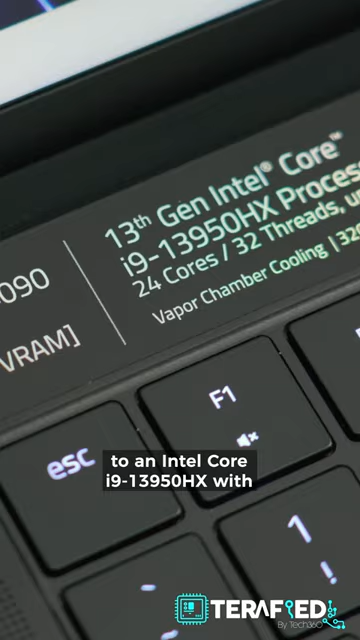 13th Gen Intel® Core™
i9-13950HX Process
24 Cores / 32 Threads, u
Vapor Chamber Cooling | 320
090
VRAM]
F1
esc
1
!
to an Intel Core
i9-13950HX with
TERAFIED
By Tech360